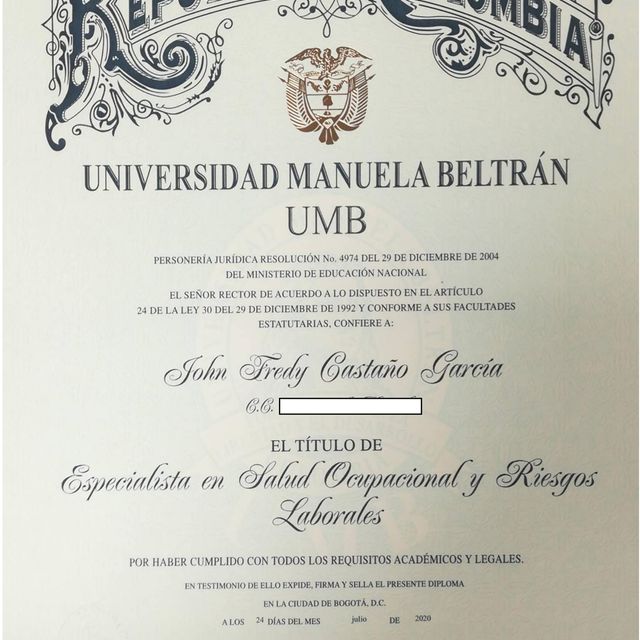 REPÚBLICA DE COLOMBIA
UNIVERSIDAD MANUELA BELTRÁN
UMB
PERSONERÍA JURÍDICA RESOLUCIÓN No. 4974 DEL 29 DE DICIEMBRE DE 2004
DEL MINISTERIO DE EDUCACIÓN NACIONAL
EL SEÑOR RECTOR DE ACUERDO A LO DISPUESTO EN EL ARTÍCULO
24 DE LA LEY 30 DEL 29 DE DICIEMBRE DE 1992 Y CONFORME A SUS FACULTADES
ESTATUTARIAS, CONFIERE A:
John Fredy Castaño García
C.C.
EL TÍTULO DE
Especialista en Salud Ocupacional y Riesgos
Laborales
POR HABER CUMPLIDO CON TODOS LOS REQUISITOS ACADÉMICOS Y LEGALES.
EN TESTIMONIO DE ELLO EXPIDE, FIRMA Y SELLA EL PRESENTE DIPLOMA
EN LA CIUDAD DE BOGOTÁ, D.C.
A LOS 24 DÍAS DEL MES julio DE 2020